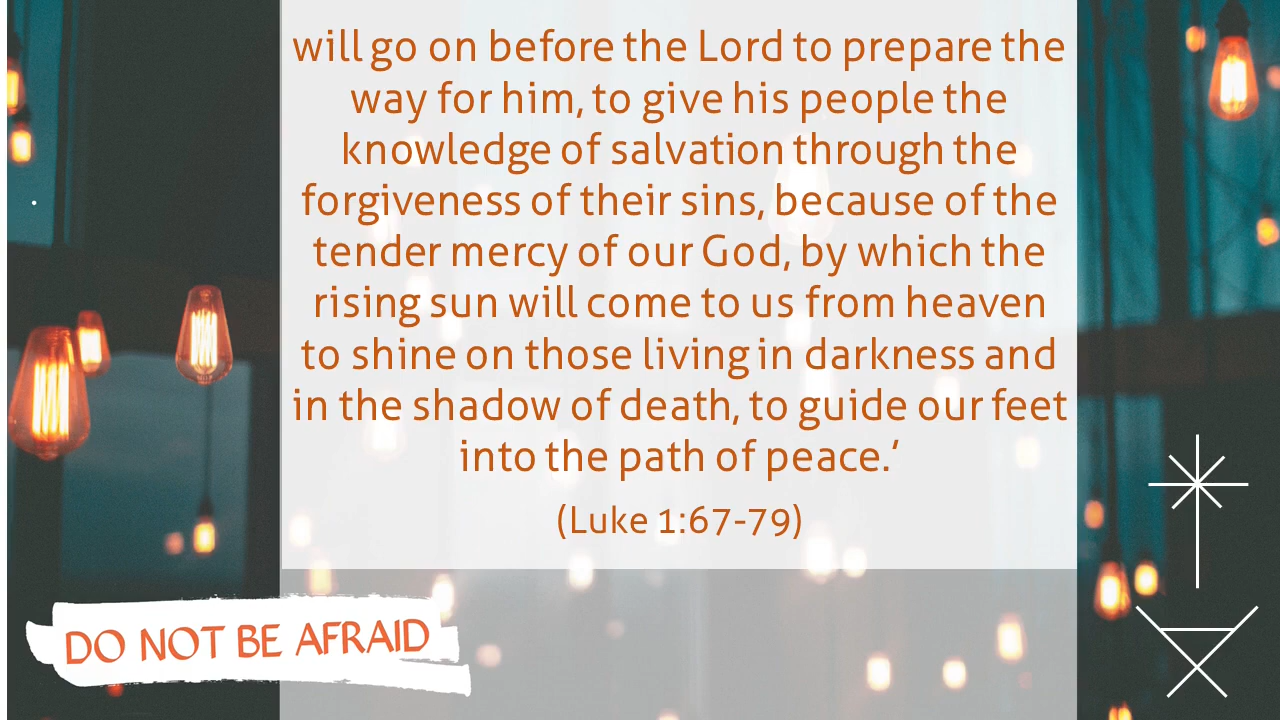 will go on before the Lord to prepare the
way for him, to give his people the
knowledge of salvation through the
forgiveness of their sins, because of the
tender mercy of our God, by which the
rising sun will come to us from heaven
to shine on those living in darkness and
in the shadow of death, to guide our feet
into the path of peace.’
(Luke 1:67-79)
DO NOT BE AFRAID